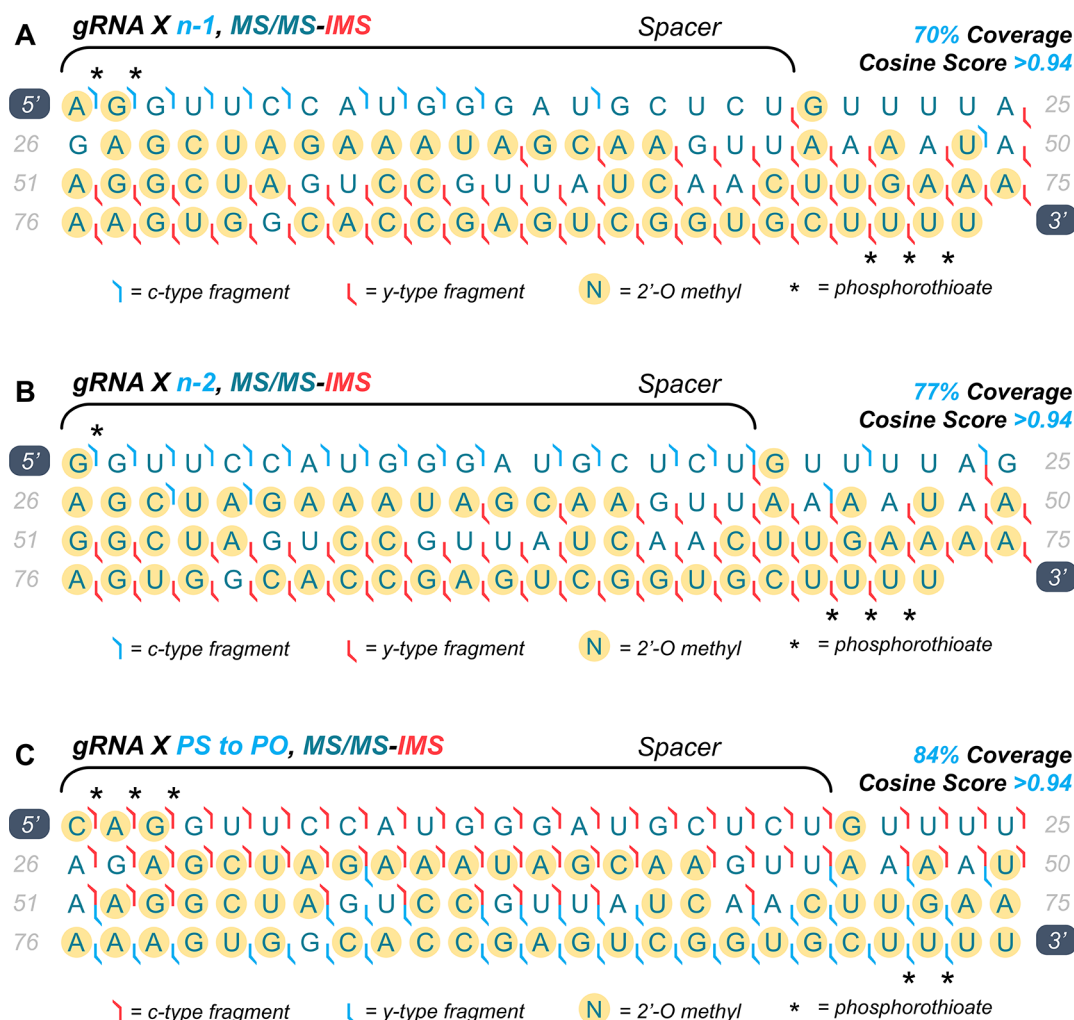 A gRNA X n-1, MS/MS-IMS Spacer 70% Coverage
Cosine Score >0.94
* *
5' A G G U U C C A U G G G A U G C U C U G U U U U A 25
26 G A G C U A G A A A U A G C A A G U U A A A A U A 50
51 A G G C U A G U C C G U U A U C A A C U U G A A A 75
76 A A G U G G C A C C G A G U C G G U G C U U U U 3'
* * *
= c-type fragment = y-type fragment N = 2'-O methyl * = phosphorothioate
B gRNA X n-2, MS/MS-IMS Spacer 77% Coverage
Cosine Score >0.94
*
5' G G U U C C A U G G G A U G C U C U G U U U U A G 25
26 A G C U A G A A A U A G C A A G U U A A A A U A A 50
51 G G C U A G U C C G U U A U C A A C U U G A A A A 75
76 A G U G G C A C C G A G U C G G U G C U U U U 3'
* * *
= c-type fragment = y-type fragment N = 2'-O methyl * = phosphorothioate
C gRNA X PS to PO, MS/MS-IMS Spacer 84% Coverage
Cosine Score >0.94
* * *
5' C A G G U U C C A U G G G A U G C U C U G U U U U 25
26 A G A G C U A G A A A U A G C A A G U U A A A A U 50
51 A A G G C U A G U C C G U U A U C A A C U U G A A 75
76 A A A G U G G C A C C G A G U C G G U G C U U U U 3'
* *
= c-type fragment = y-type fragment N = 2'-O methyl * = phosphorothioate